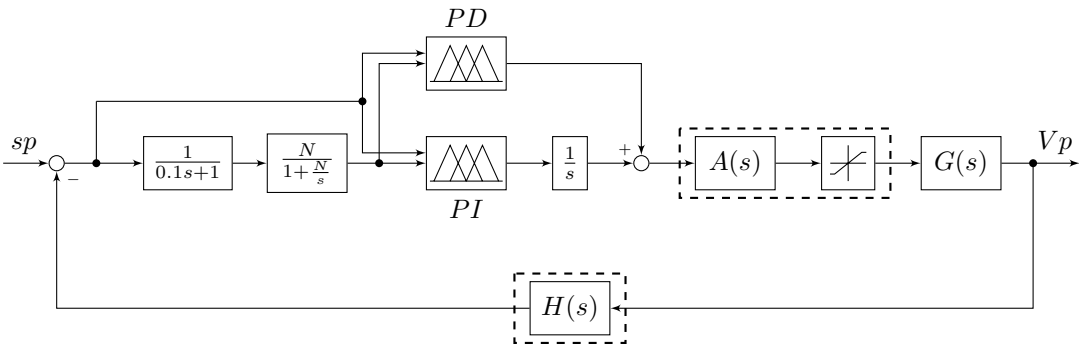 PD
sp
−
1
0.1s+1
N
1+N/s
PI
1
s
+
A(s)
G(s)
Vp
H(s)